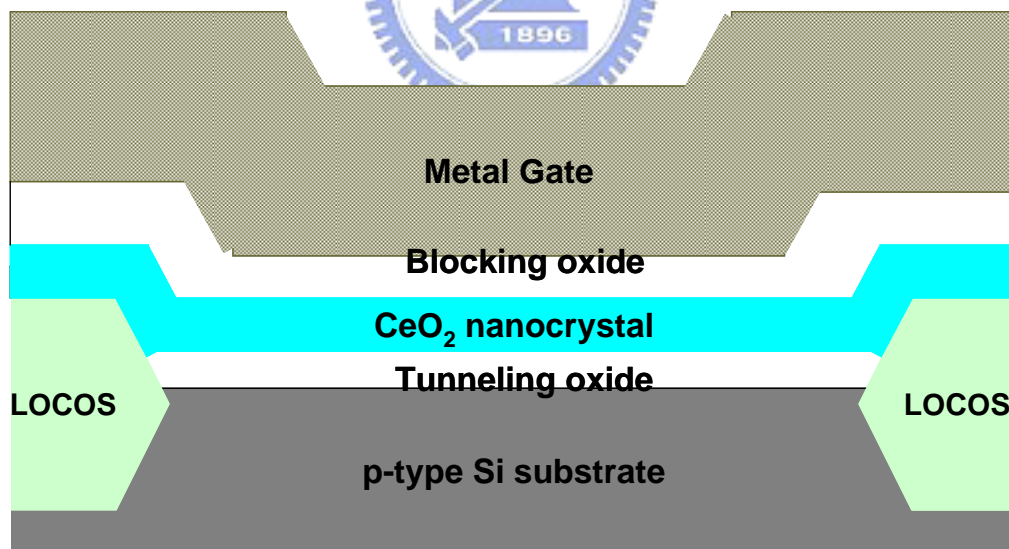 1896
Metal Gate
Blocking oxide
CeO₂ nanocrystal
Tunneling oxide
LOCOS
LOCOS
p-type Si substrate